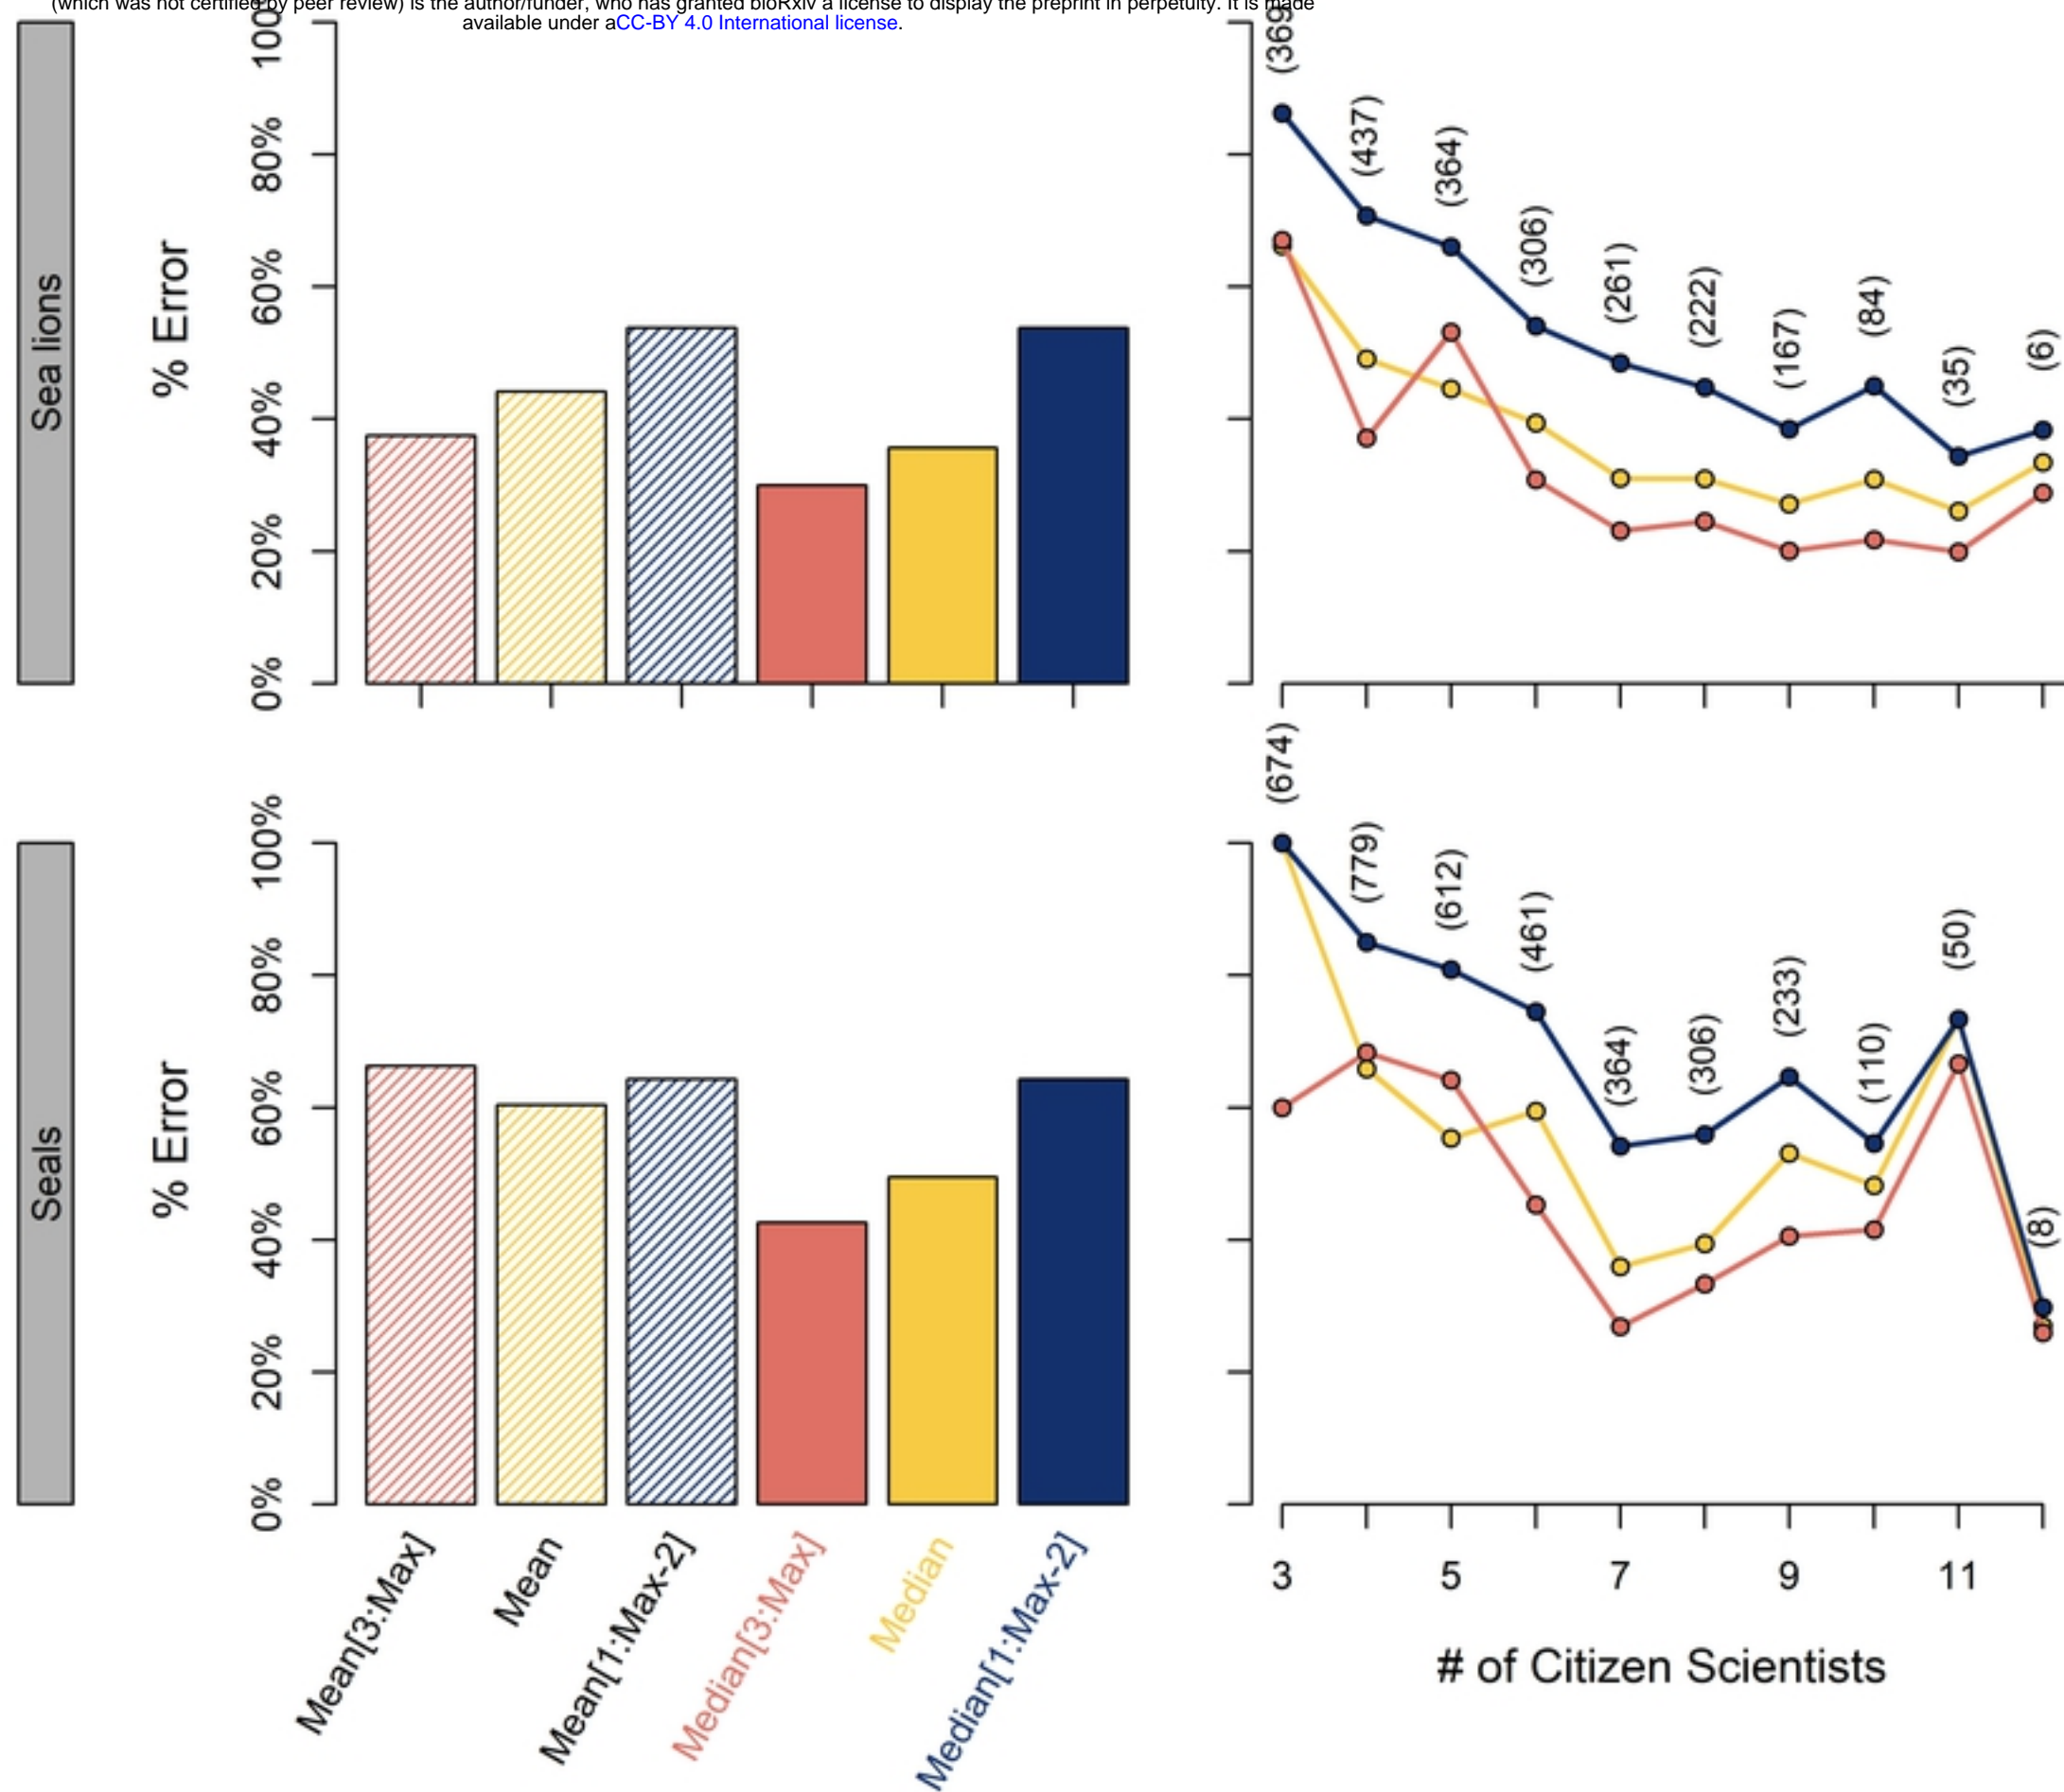 (which was not certified by peer review) is the author/funder, who has granted bioRxiv a license to display the preprint in perpetuity. It is made
available under aCC-BY 4.0 International license.
Sea lions
% Error
0%
20%
40%
60%
80%
100
(369
(437)
(364)
(306)
(261)
(222)
(167)
(84)
(35)
(6)
Seals
% Error
0%
20%
40%
60%
80%
100%
Mean[3:Max]
Mean
Mean[1:Max-2]
Median[3:Max]
Median
Median[1:Max-2]
(674)
(779)
(612)
(461)
(364)
(306)
(233)
(110)
(50)
(8)
3
5
7
9
11
# of Citizen Scientists